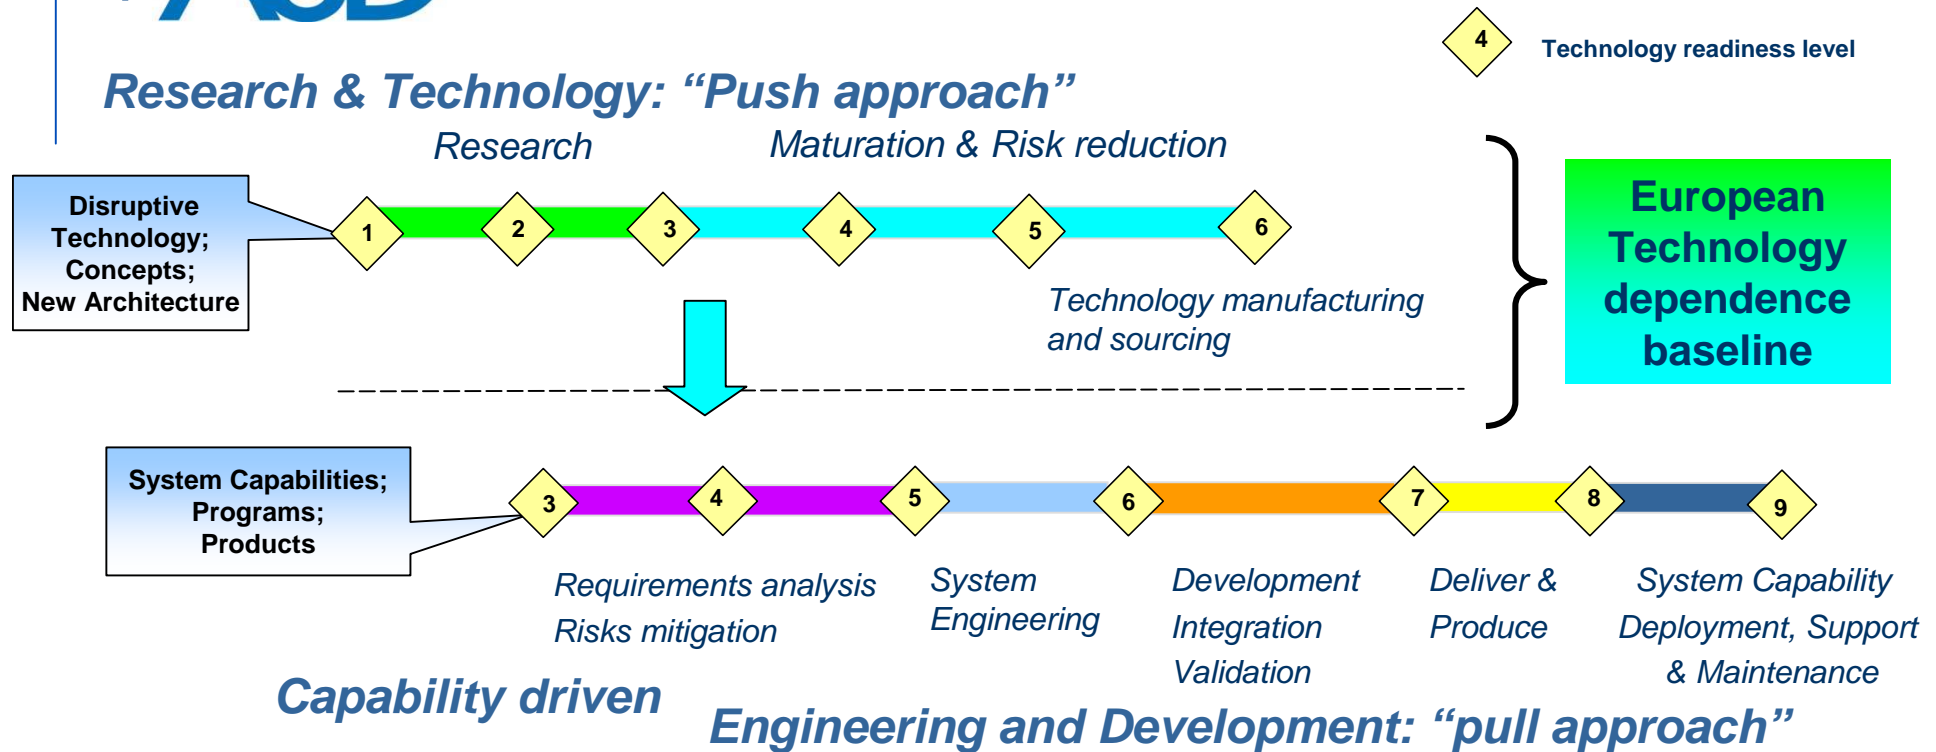 4
Technology readiness level
Research & Technology: “Push approach”
Research
Maturation & Risk reduction
Disruptive
Technology;
Concepts;
New Architecture
1
2
3
4
5
6
European
Technology
dependence
baseline
Technology manufacturing
and sourcing
System Capabilities;
Programs;
Products
3
4
5
6
7
8
9
Requirements analysis
Risks mitigation
System
Engineering
Development
Integration
Validation
Deliver &
Produce
System Capability
Deployment, Support
& Maintenance
Capability driven
Engineering and Development: “pull approach”